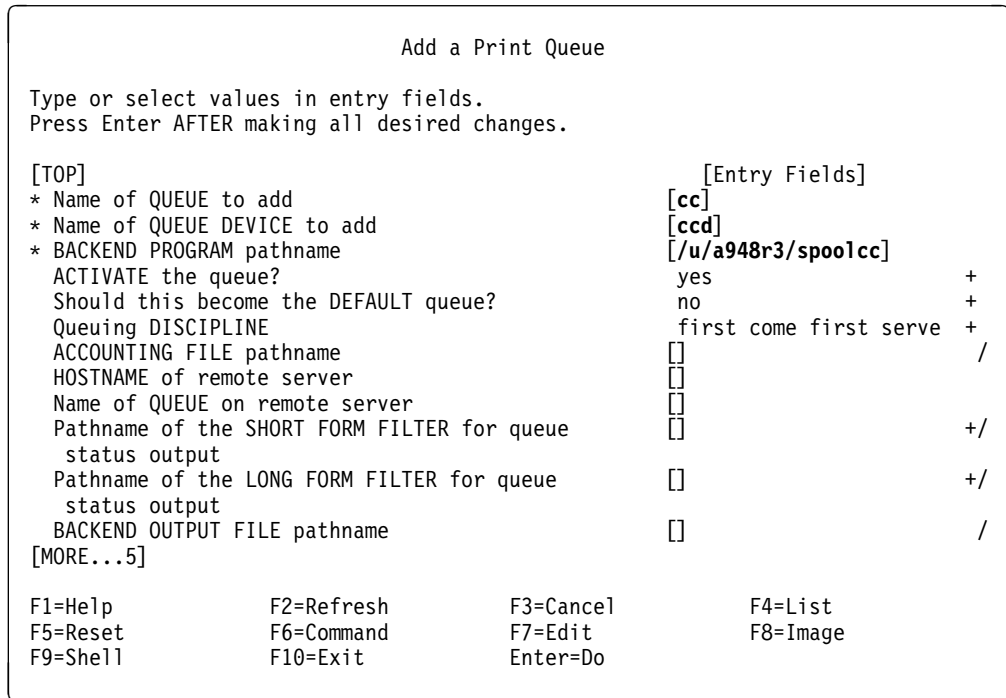 Add a Print Queue
Type or select values in entry fields.
Press Enter AFTER making all desired changes.
[TOP] [Entry Fields]
* Name of QUEUE to add [cc]
* Name of QUEUE DEVICE to add [ccd]
* BACKEND PROGRAM pathname [/u/a948r3/spoolcc]
ACTIVATE the queue? yes +
Should this become the DEFAULT queue? no +
Queuing DISCIPLINE first come first serve +
ACCOUNTING FILE pathname [] /
HOSTNAME of remote server []
Name of QUEUE on remote server []
Pathname of the SHORT FORM FILTER for queue [] +/
status output
Pathname of the LONG FORM FILTER for queue [] +/
status output
BACKEND OUTPUT FILE pathname [] /
[MORE...5]
F1=Help F2=Refresh F3=Cancel F4=List
F5=Reset F6=Command F7=Edit F8=Image
F9=Shell F10=Exit Enter=Do